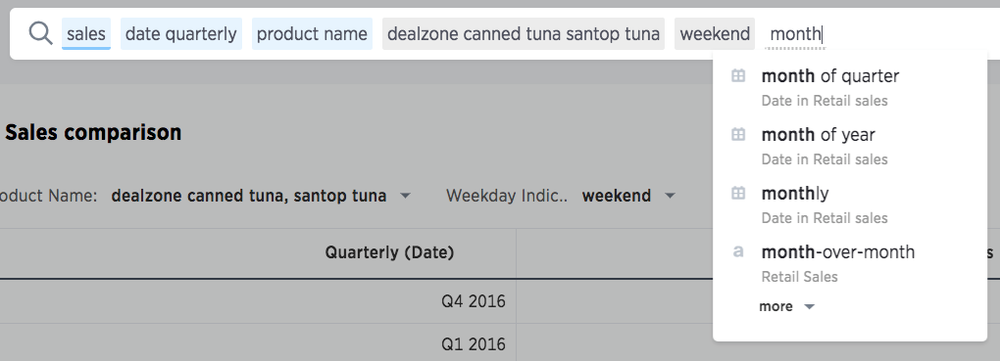 sales date quarterly product name dealzone canned tuna santop tuna weekend month
month of quarter
Date in Retail sales
month of year
Date in Retail sales
monthly
Date in Retail sales
month-over-month
Retail Sales
more
Sales comparison
oduct Name: dealzone canned tuna, santop tuna Weekday Indic.. weekend
Quarterly (Date) s
Q4 2016
Q1 2016